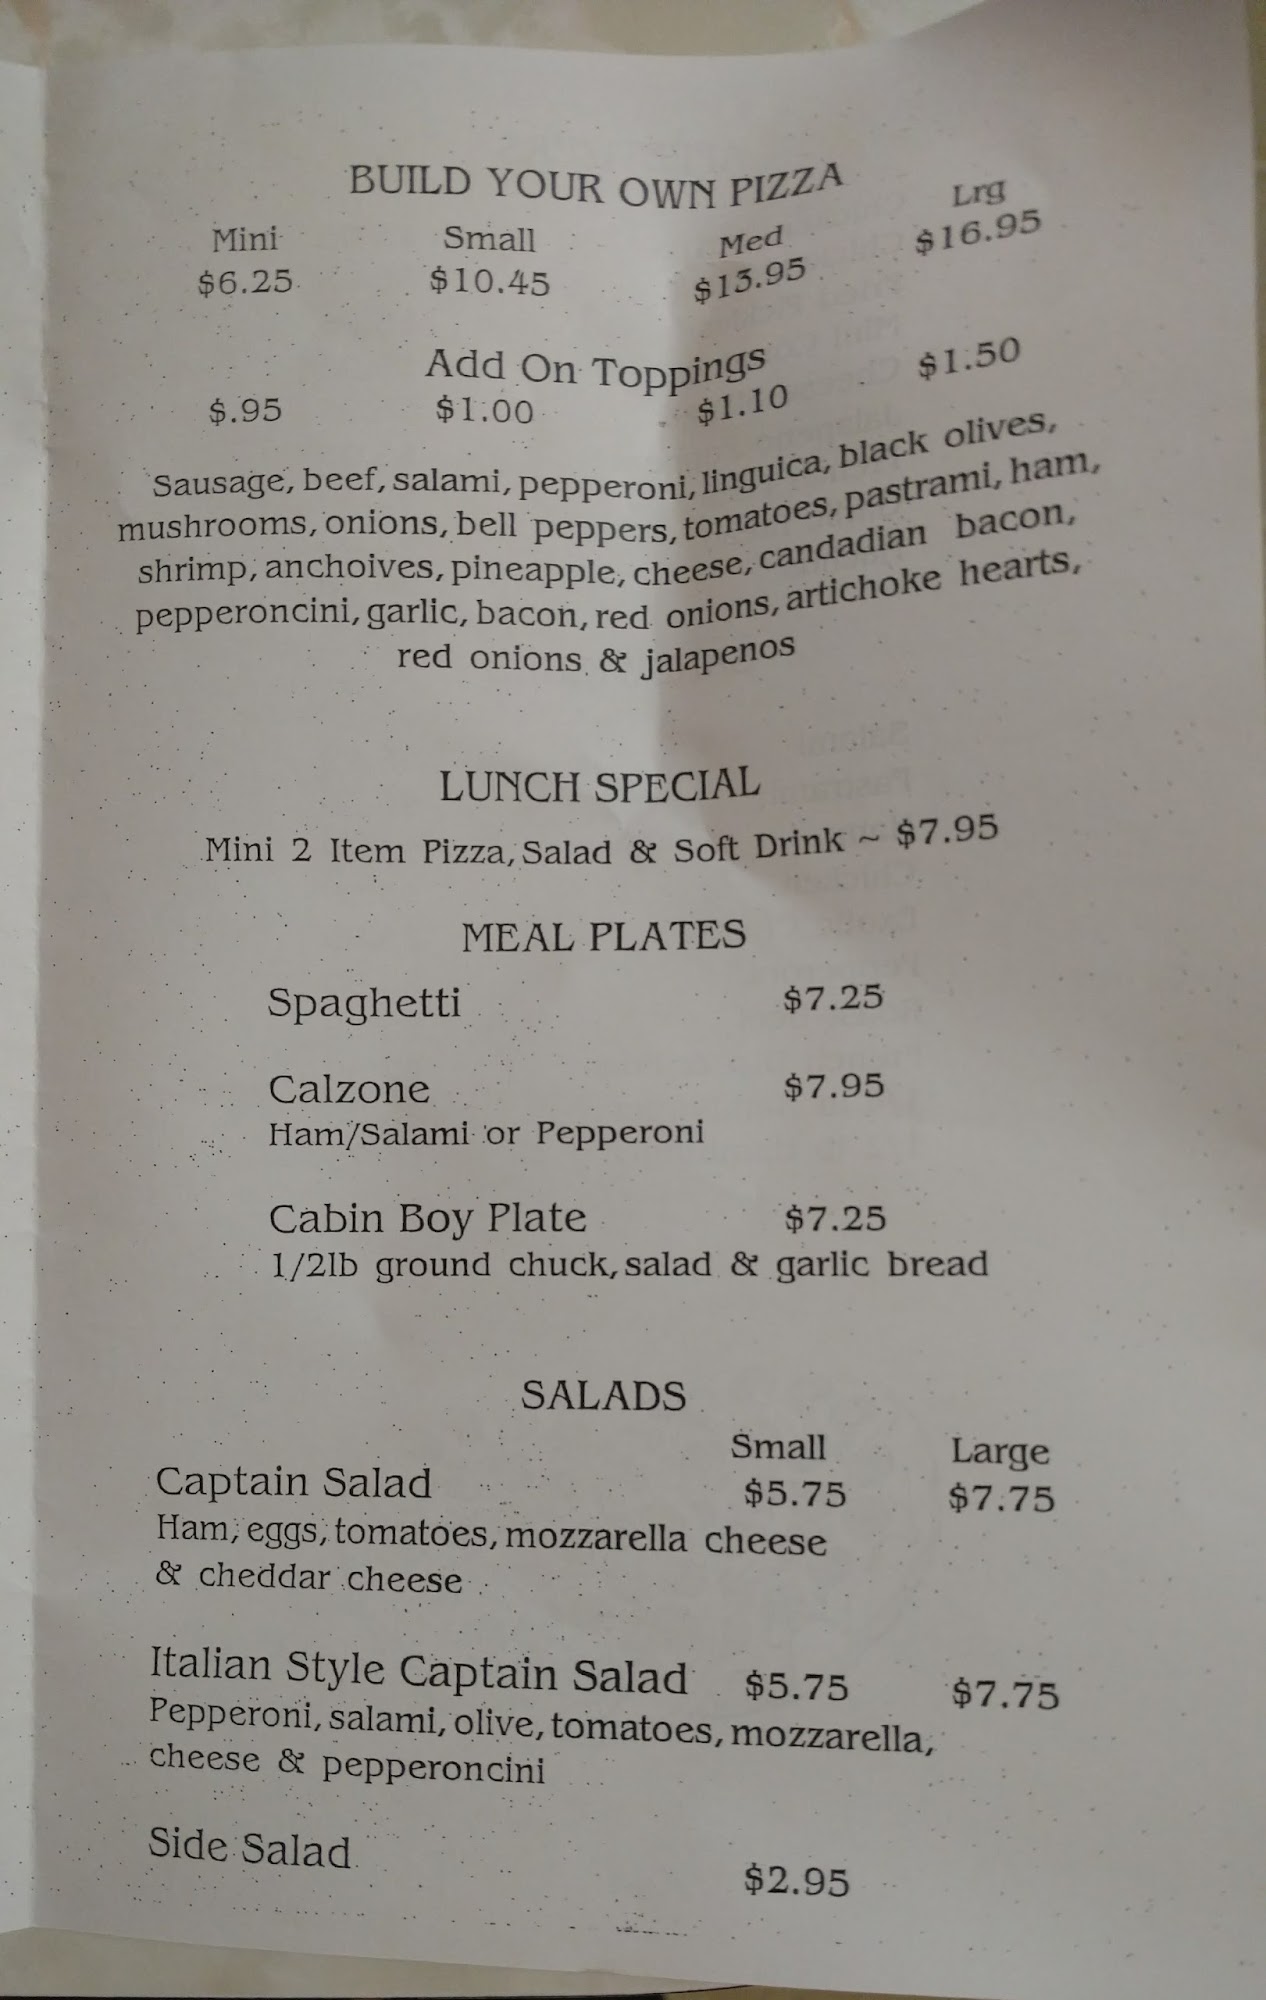 BUILD YOUR OWN PIZZA
Mini Small Med Lrg
$6.25 $10.45 $13.95 $16.95
Add On Toppings
$.95 $1.00 $1.10 $1.50
Sausage, beef, salami, pepperoni, linguica, black olives,
mushrooms, onions, bell peppers, tomatoes, pastrami, ham,
shrimp, anchoives, pineapple, cheese, candadian bacon,
pepperoncini, garlic, bacon, red onions, artichoke hearts,
red onions & jalapenos
LUNCH SPECIAL
Mini 2 Item Pizza, Salad & Soft Drink ~ $7.95
MEAL PLATES
Spaghetti $7.25
Calzone $7.95
Ham/Salami or Pepperoni
Cabin Boy Plate $7.25
1/2lb ground chuck, salad & garlic bread
SALADS
Small Large
Captain Salad $5.75 $7.75
Ham, eggs, tomatoes, mozzarella cheese
& cheddar cheese
Italian Style Captain Salad $5.75 $7.75
Pepperoni, salami, olive, tomatoes, mozzarella,
cheese & pepperoncini
Side Salad $2.95